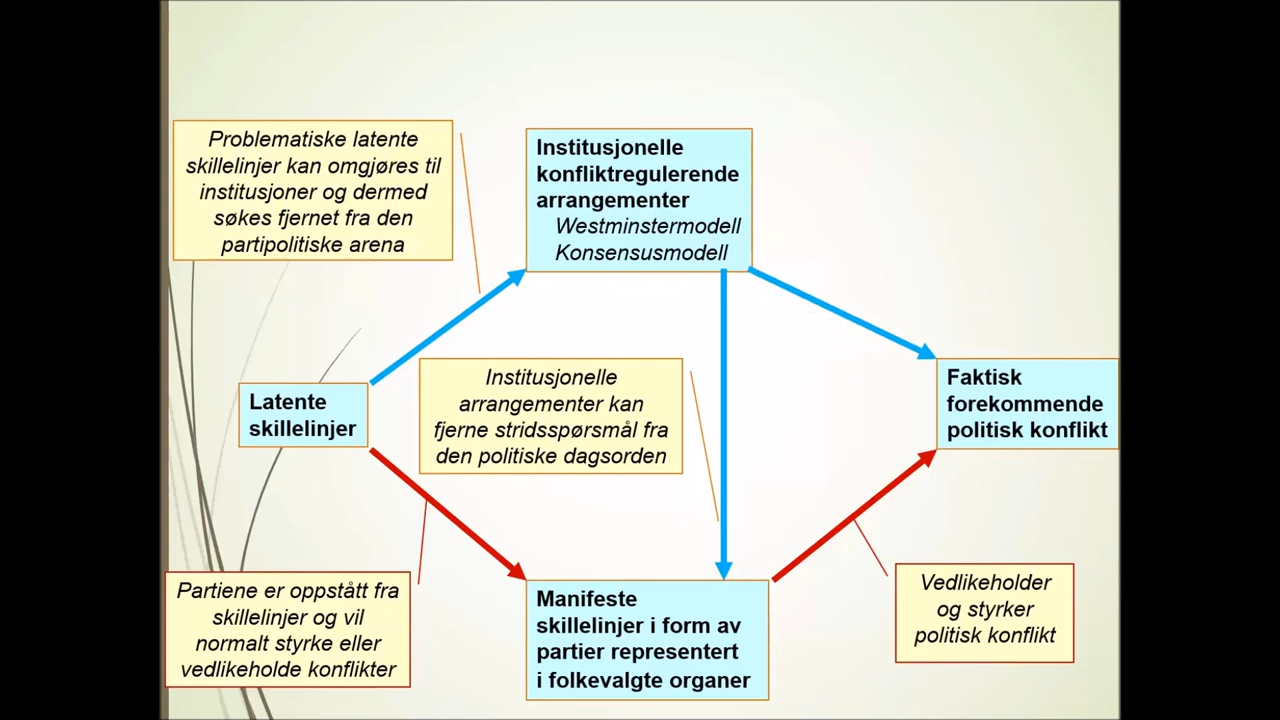 Problematiske latente
skillelinjer kan omgjøres til
institusjoner og dermed
søkes fjernet fra den
partipolitiske arena
Institusjonelle
konfliktregulerende
arrangementer
Westminstermodell
Konsensusmodell
Latente
skillelinjer
Institusjonelle
arrangementer kan
fjerne stridsspørsmål fra
den politiske dagsorden
Faktisk
forekommende
politisk konflikt
Partiene er oppstått fra
skillelinjer og vil
normalt styrke eller
vedlikeholde konflikter
Manifeste
skillelinjer i form av
partier representert
i folkevalgte organer
Vedlikeholder
og styrker
politisk konflikt